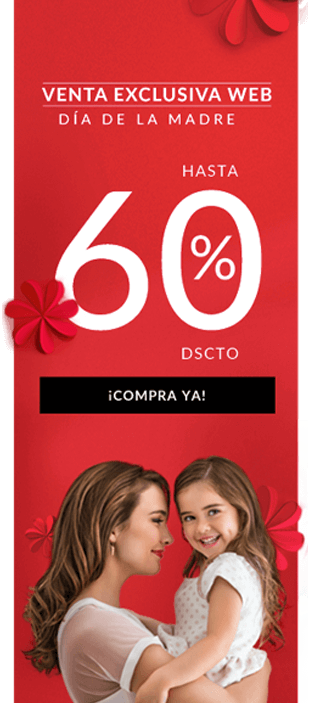 VENTA EXCLUSIVA WEB
DÍA DE LA MADRE
HASTA
60%
DSCTO
¡COMPRA YA!